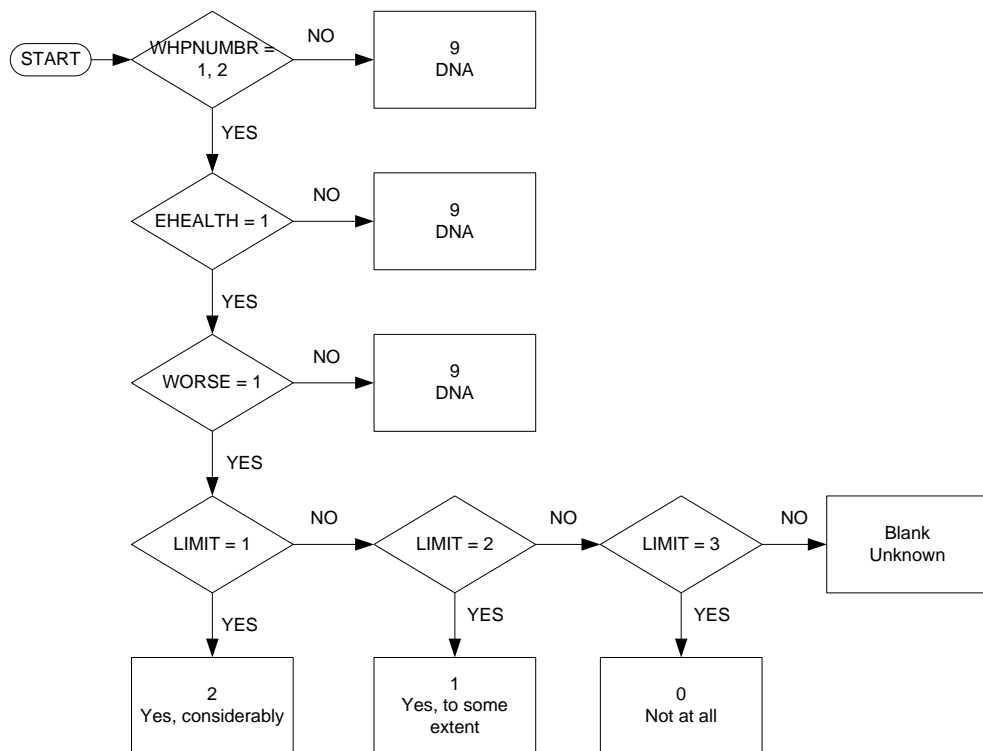 START
WHPNUMBR =
1, 2
NO
9
DNA
YES
EHEALTH = 1
NO
9
DNA
YES
WORSE = 1
NO
9
DNA
YES
LIMIT = 1
NO
LIMIT = 2
NO
LIMIT = 3
NO
Blank
Unknown
YES
YES
YES
2
Yes, considerably
1
Yes, to some
extent
0
Not at all